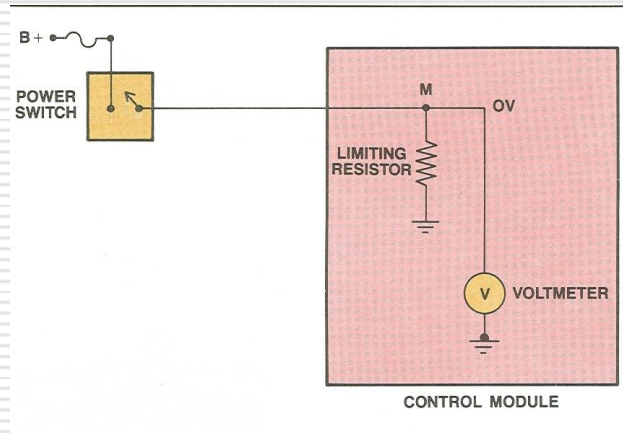 B+
POWER
SWITCH
M
OV
LIMITING
RESISTOR
V
VOLTMETER
CONTROL MODULE